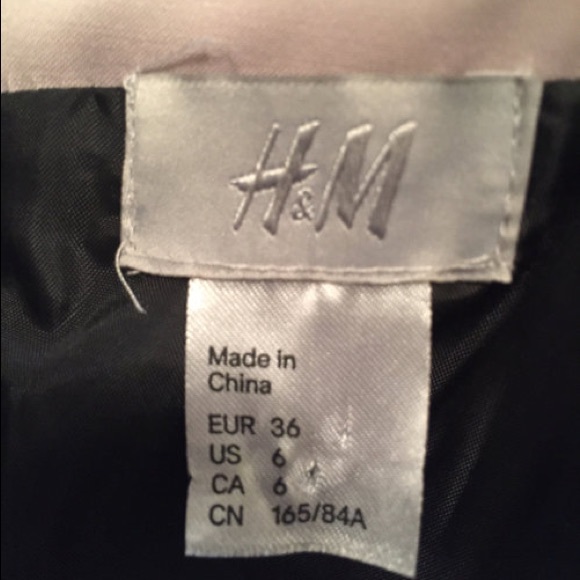 H&M
Made in
China
EUR 36
US 6
CA 6
CN 165/84A